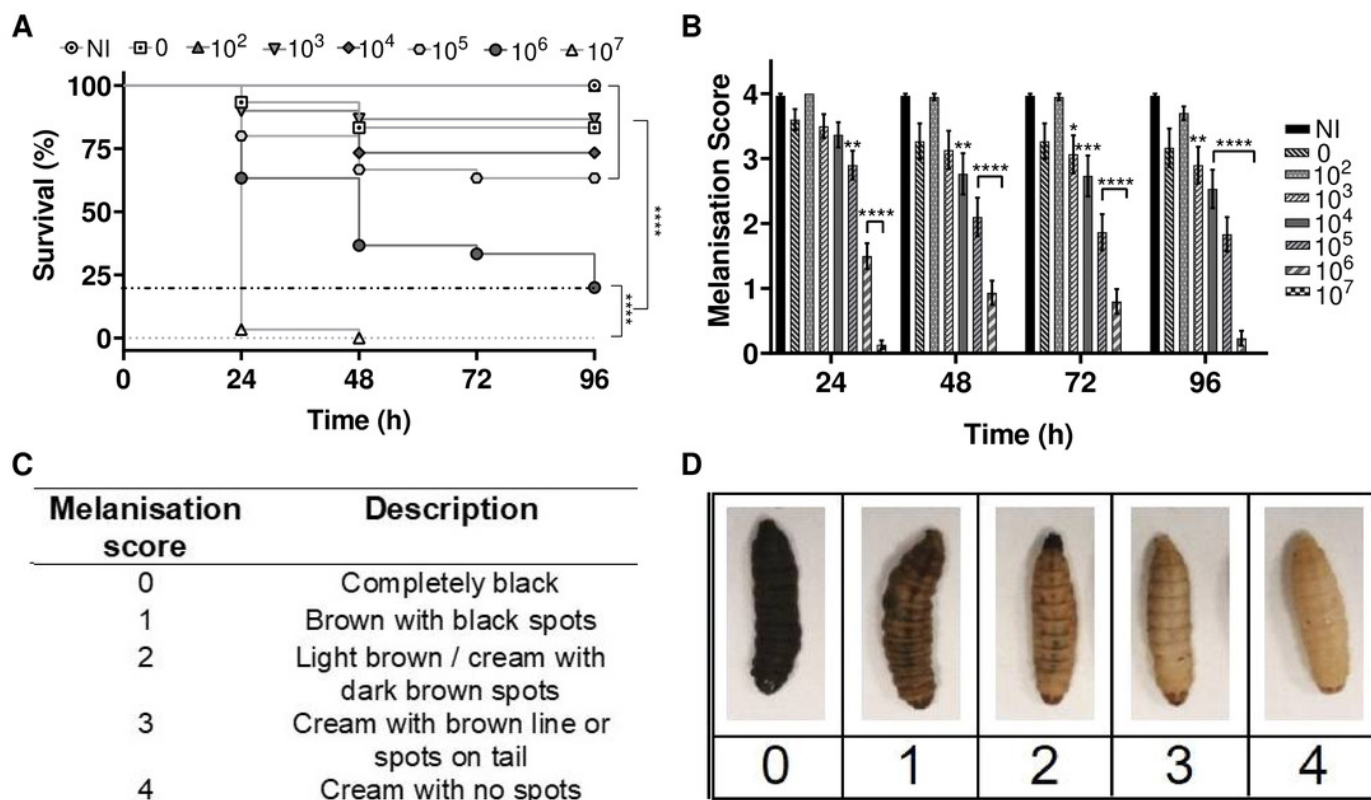 A
NI 0 10² 10³ 10⁴ 10⁵ 10⁶ 10⁷
Survival (%)
100
75
50
25
0
0 24 48 72 96
Time (h)
****
****
B
Melanisation Score
4
3
2
1
0
24 48 72 96
Time (h)
** **** ** **** * *** **** ** ****
NI
0
10²
10³
10⁴
10⁵
10⁶
10⁷
C
Melanisation Description
score
0 Completely black
1 Brown with black spots
2 Light brown / cream with
dark brown spots
3 Cream with brown line or
spots on tail
4 Cream with no spots
D
0 1 2 3 4